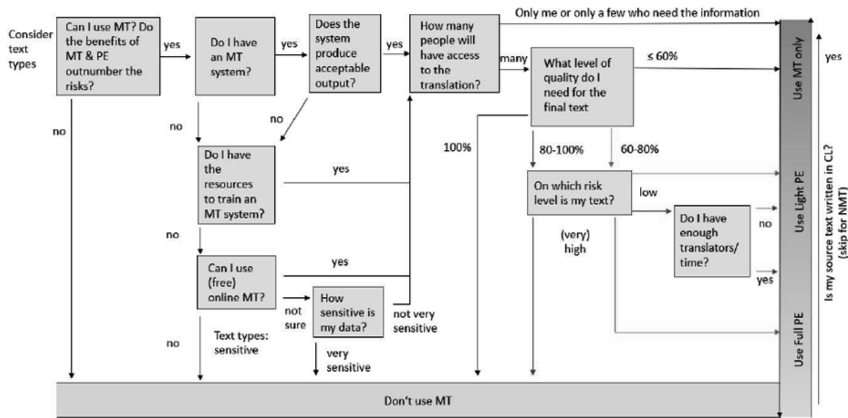 Consider
text
types
Can I use MT? Do
the benefits of
MT & PE
outnumber the
risks?
yes
Do I have
an MT
system?
yes
Does the
system
produce
acceptable
output?
yes
How many
people will
have access
to the
translation?
Only me or only a few who need the information
many
What level of
quality do I
need for the
final text
≤ 60%
no
no
no
Do I have
the
resources
to train an
MT system?
yes
100%
80-100%
60-80%
On which risk
level is my text?
low
Do I have
enough
translators/
time?
no
yes
(very)
high
no
Can I use
(free)
online MT?
yes
not
sure
How
sensitive is
my data?
not very
sensitive
no
Text types:
sensitive
very
sensitive
Don't use MT
Use MT only
Use Light PE
Use Full PE
yes
Is my source text written in CL?
(skip for NMT)